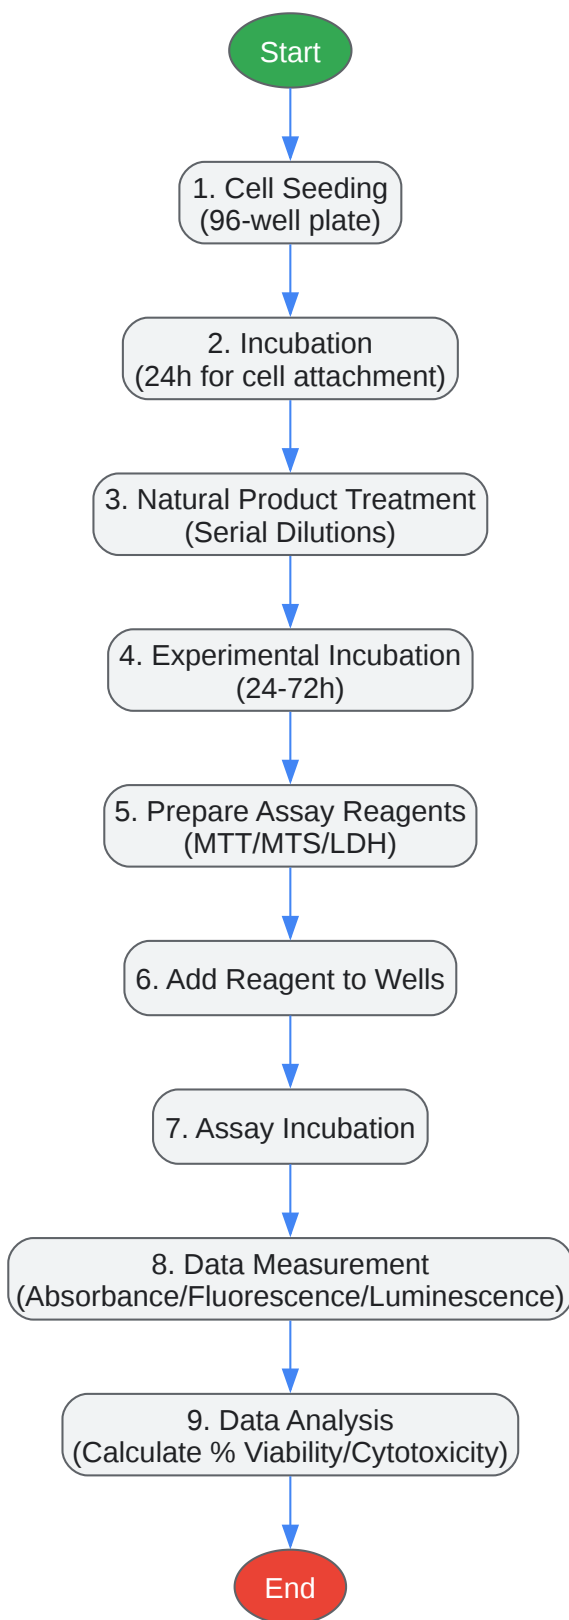 Start
1. Cell Seeding
(96-well plate)
2. Incubation
(24h for cell attachment)
3. Natural Product Treatment
(Serial Dilutions)
4. Experimental Incubation
(24-72h)
5. Prepare Assay Reagents
(MTT/MTS/LDH)
6. Add Reagent to Wells
7. Assay Incubation
8. Data Measurement
(Absorbance/Fluorescence/Luminescence)
9. Data Analysis
(Calculate % Viability/Cytotoxicity)
End